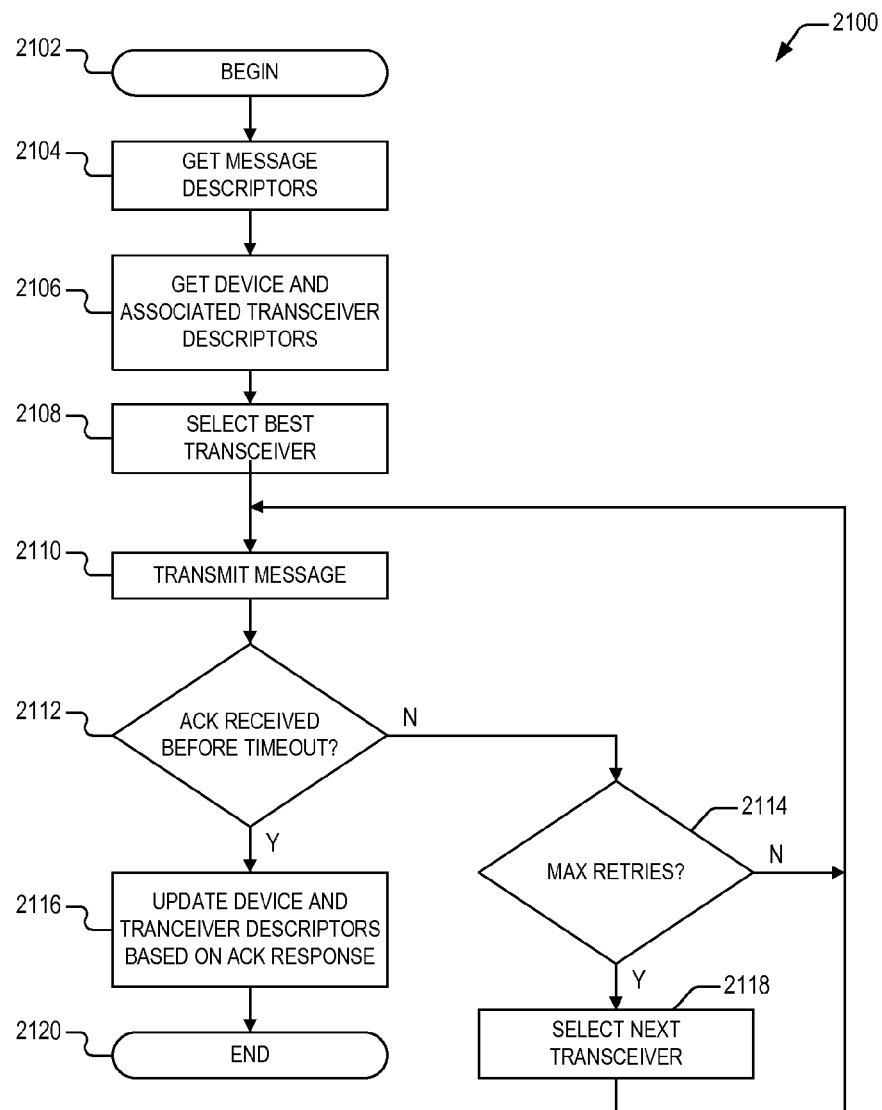 2100
2102
BEGIN
2104
GET MESSAGE
DESCRIPTORS
2106
GET DEVICE AND
ASSOCIATED TRANSCEIVER
DESCRIPTORS
2108
SELECT BEST
TRANSCEIVER
2110
TRANSMIT MESSAGE
2112
ACK RECEIVED
BEFORE TIMEOUT?
N
Y
2114
MAX RETRIES?
N
Y
2116
UPDATE DEVICE AND
TRANCEIVER DESCRIPTORS
BASED ON ACK RESPONSE
2118
SELECT NEXT
TRANSCEIVER
2120
END